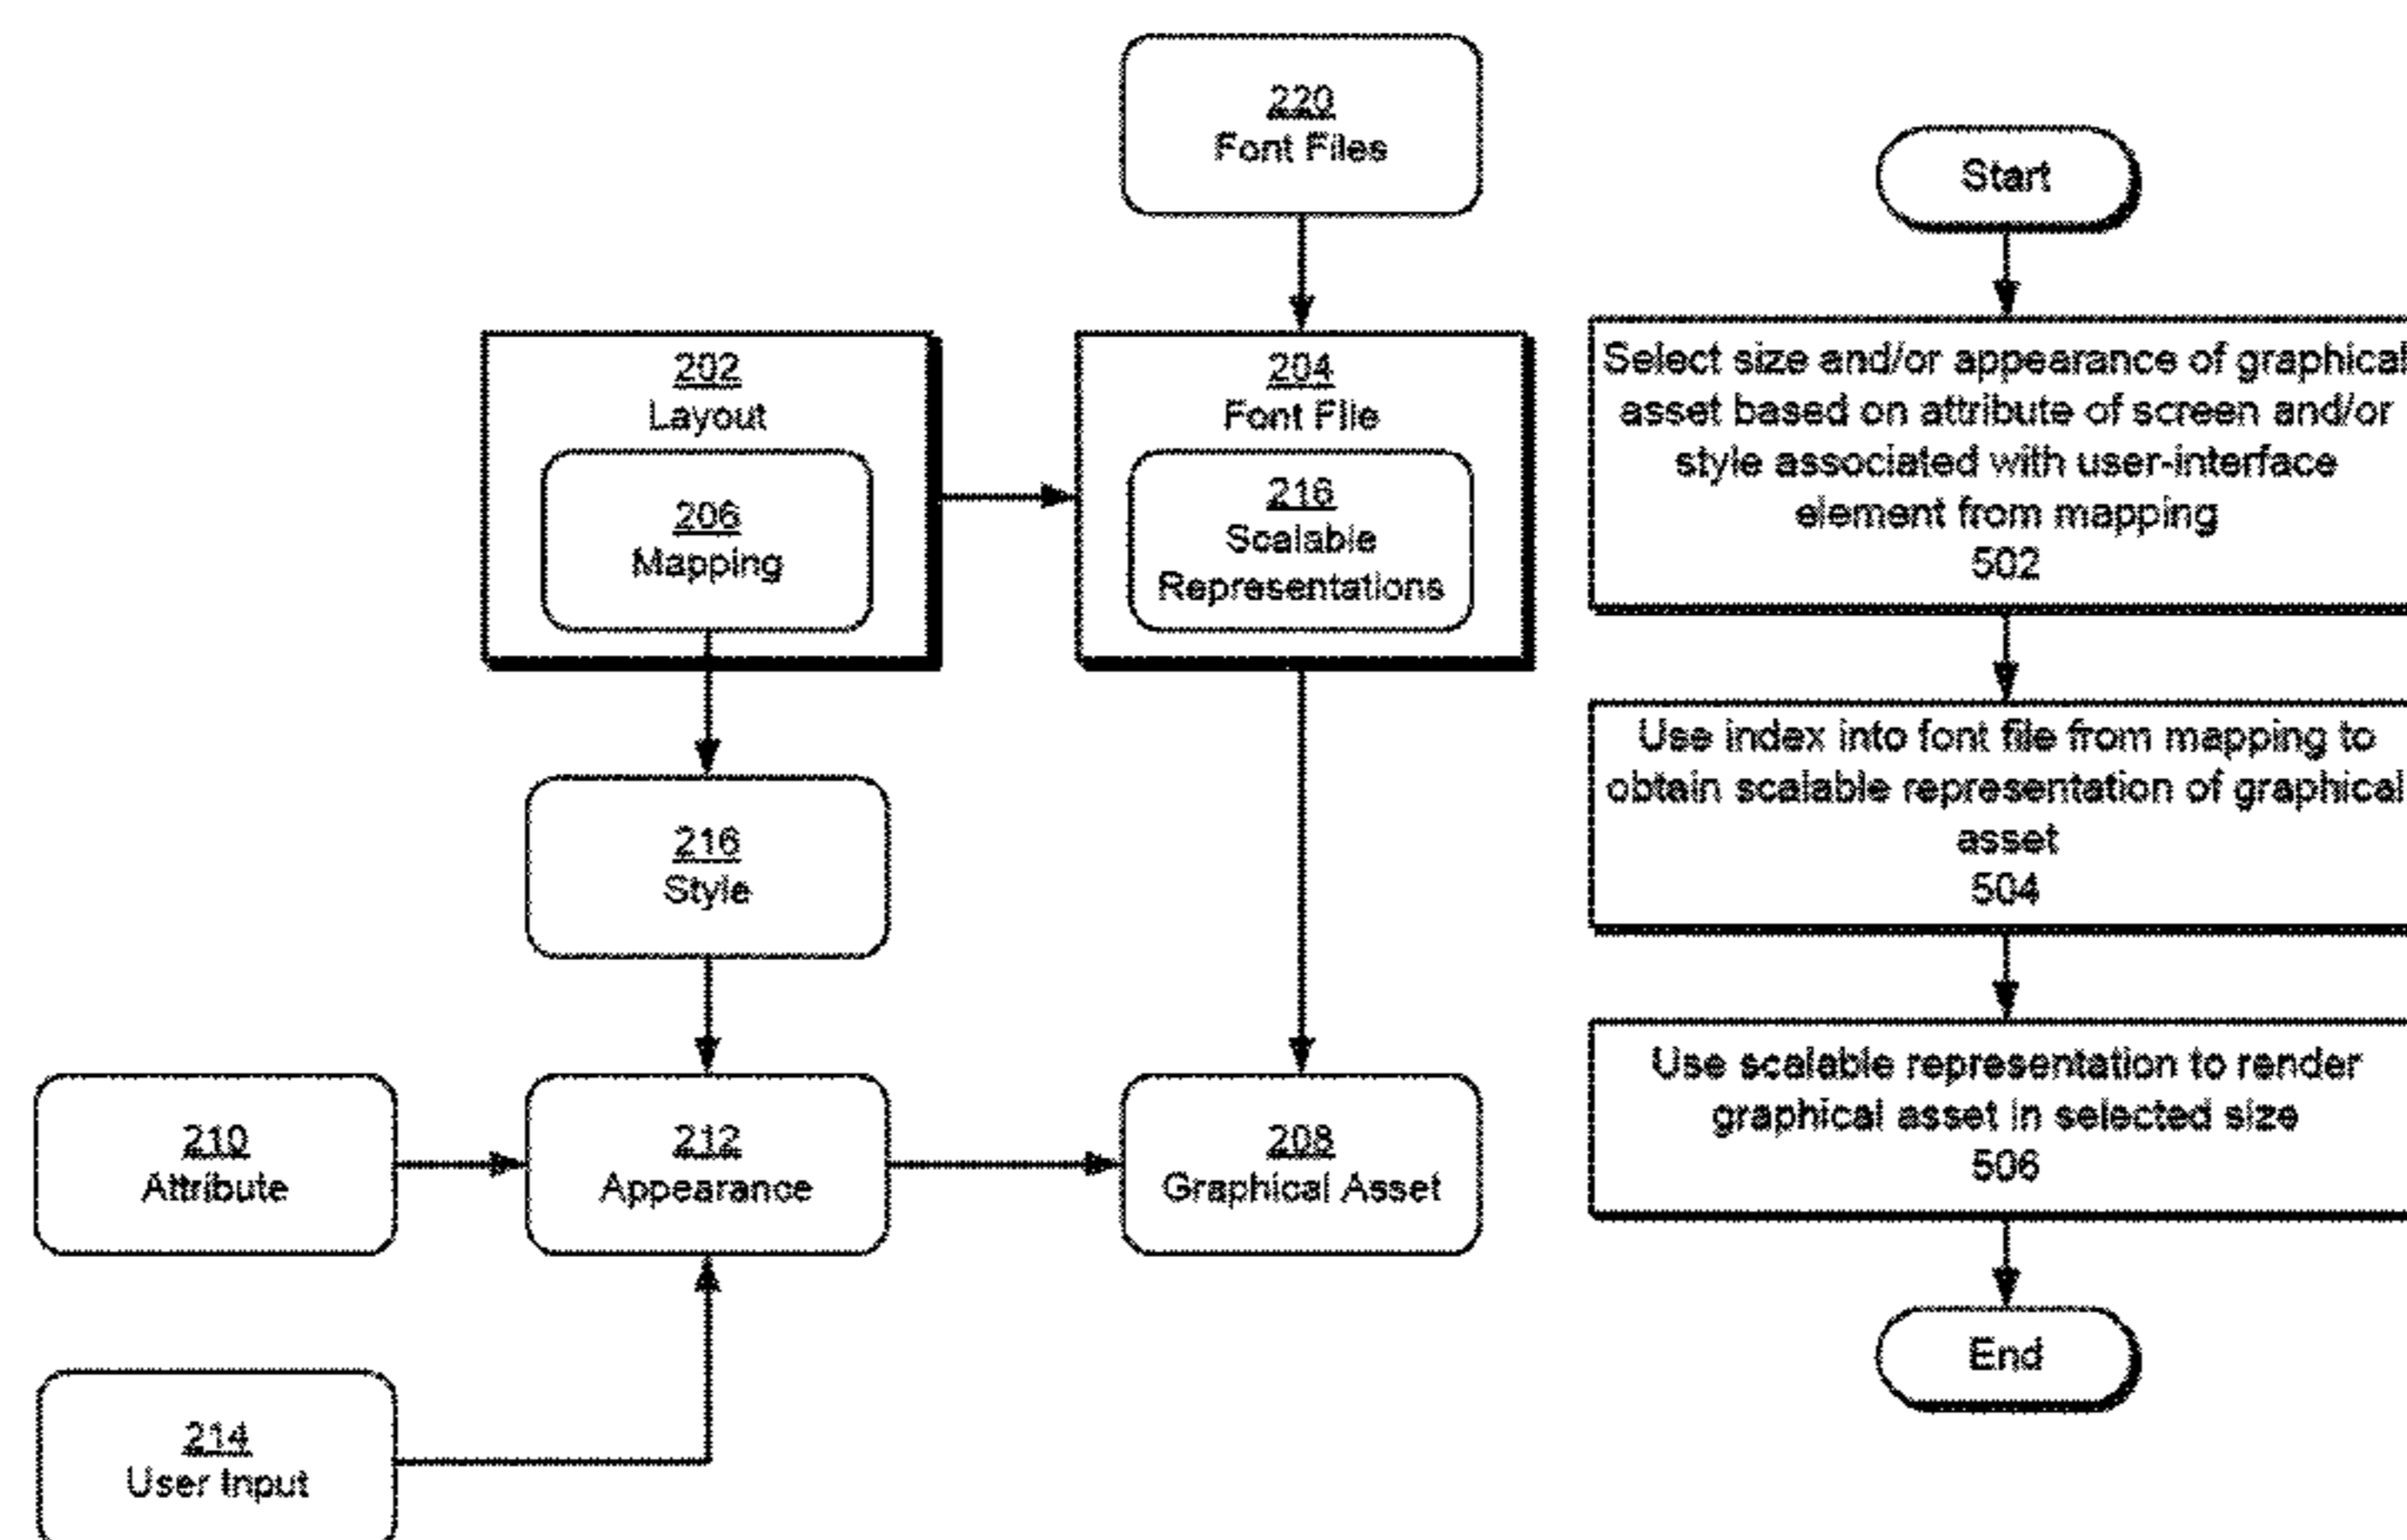 220
Font Files
202
Layout
206
Mapping
204
Font File
216
Scalable
Representations
216
Style
210
Attribute
212
Appearance
208
Graphical Asset
214
User Input
Start
Select size and/or appearance of graphical
asset based on attribute of screen and/or
style associated with user-interface
element from mapping
502
Use index into font file from mapping to
obtain scalable representation of graphical
asset
504
Use scalable representation to render
graphical asset in selected size
506
End